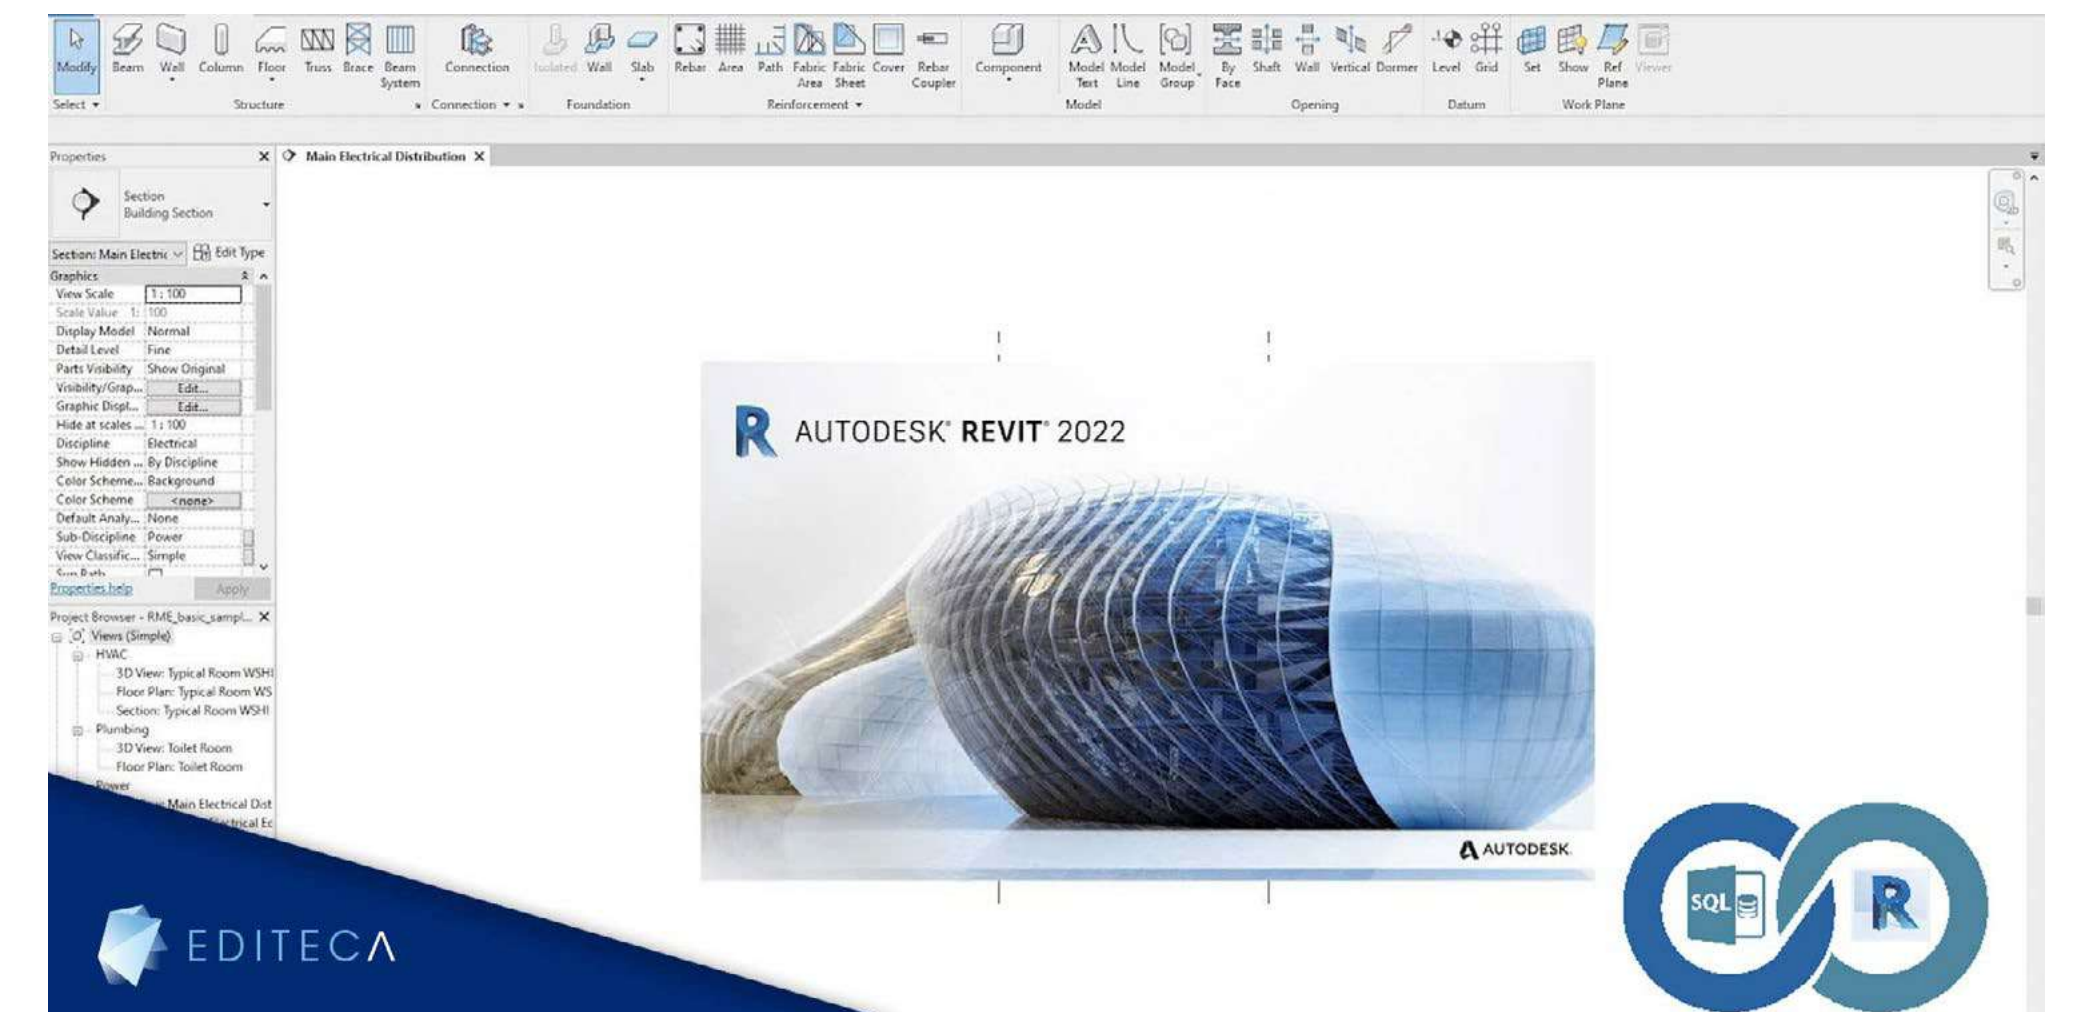 Modify Beam Wall Column Floor Truss Brace Beam System Connection Isolated Wall Slab Rebar Area Path Fabric Area Fabric Sheet Cover Rebar Coupler Component Model Text Model Line Model Group By Face Shaft Wall Vertical Dormer Level Grid Set Show Ref Plane Viewer
Select Structure Connection Foundation Reinforcement Model Opening Datum Work Plane
Properties X
Main Electrical Distribution X
Section
Building Section
Section: Main Electric Edit Type
Graphics
View Scale 1 : 100
Scale Value 1: 100
Display Model Normal
Detail Level Fine
Parts Visibility Show Original
Visibility/Grap... Edit...
Graphic Displ... Edit...
Hide at scales ... 1 : 100
Discipline Electrical
Show Hidden ... By Discipline
Color Scheme... Background
Color Scheme <none>
Default Analy... None
Sub-Discipline Power
View Classific... Simple
Sun Path
Properties help Apply
Project Browser - RME_basic_sampl... X
Views (Simple)
HVAC
3D View: Typical Room WSHI
Floor Plan: Typical Room WS
Section: Typical Room WSHI
Plumbing
3D View: Toilet Room
Floor Plan: Toilet Room
Power
Main Electrical Dist
AUTODESK® REVIT® 2022
AUTODESK.
EDITECA
SQL
R